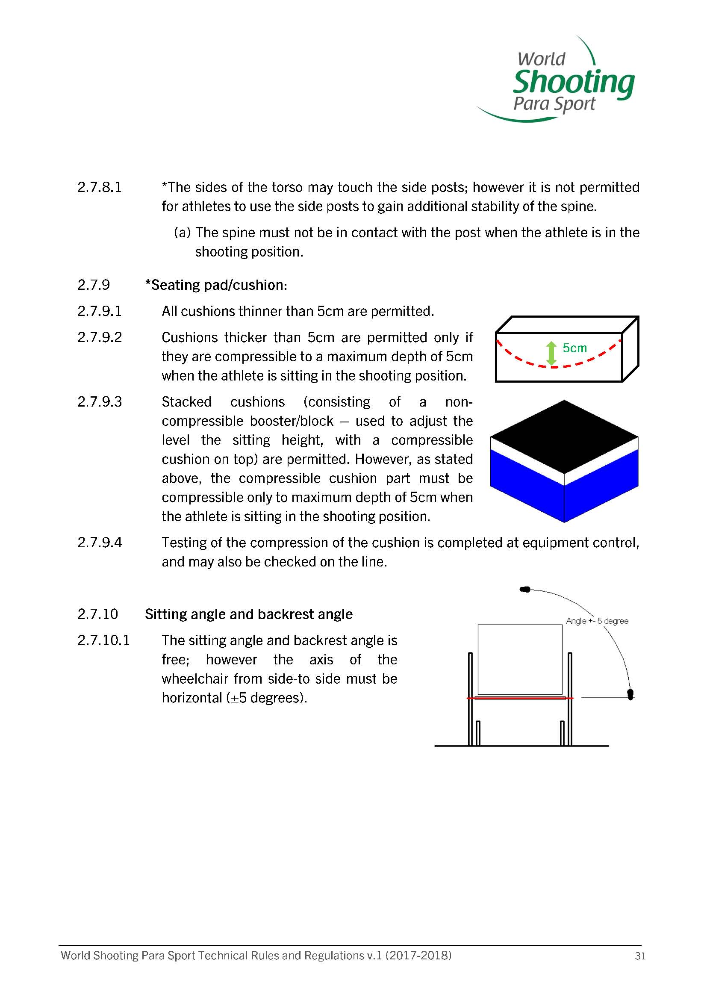 World
Shooting
Para Sport
2.7.8.1 *The sides of the torso may touch the side posts; however it is not permitted
for athletes to use the side posts to gain additional stability of the spine.
(a) The spine must not be in contact with the post when the athlete is in the
shooting position.
2.7.9 *Seating pad/cushion:
2.7.9.1 All cushions thinner than 5cm are permitted.
2.7.9.2 Cushions thicker than 5cm are permitted only if
they are compressible to a maximum depth of 5cm
when the athlete is sitting in the shooting position.
5cm
2.7.9.3 Stacked cushions (consisting of a non-
compressible booster/block – used to adjust the
level the sitting height, with a compressible
cushion on top) are permitted. However, as stated
above, the compressible cushion part must be
compressible only to maximum depth of 5cm when
the athlete is sitting in the shooting position.
2.7.9.4 Testing of the compression of the cushion is completed at equipment control,
and may also be checked on the line.
2.7.10 Sitting angle and backrest angle
2.7.10.1 The sitting angle and backrest angle is
free; however the axis of the
wheelchair from side-to side must be
horizontal (±5 degrees).
Angle +- 5 degree
World Shooting Para Sport Technical Rules and Regulations v.1 (2017-2018) 31